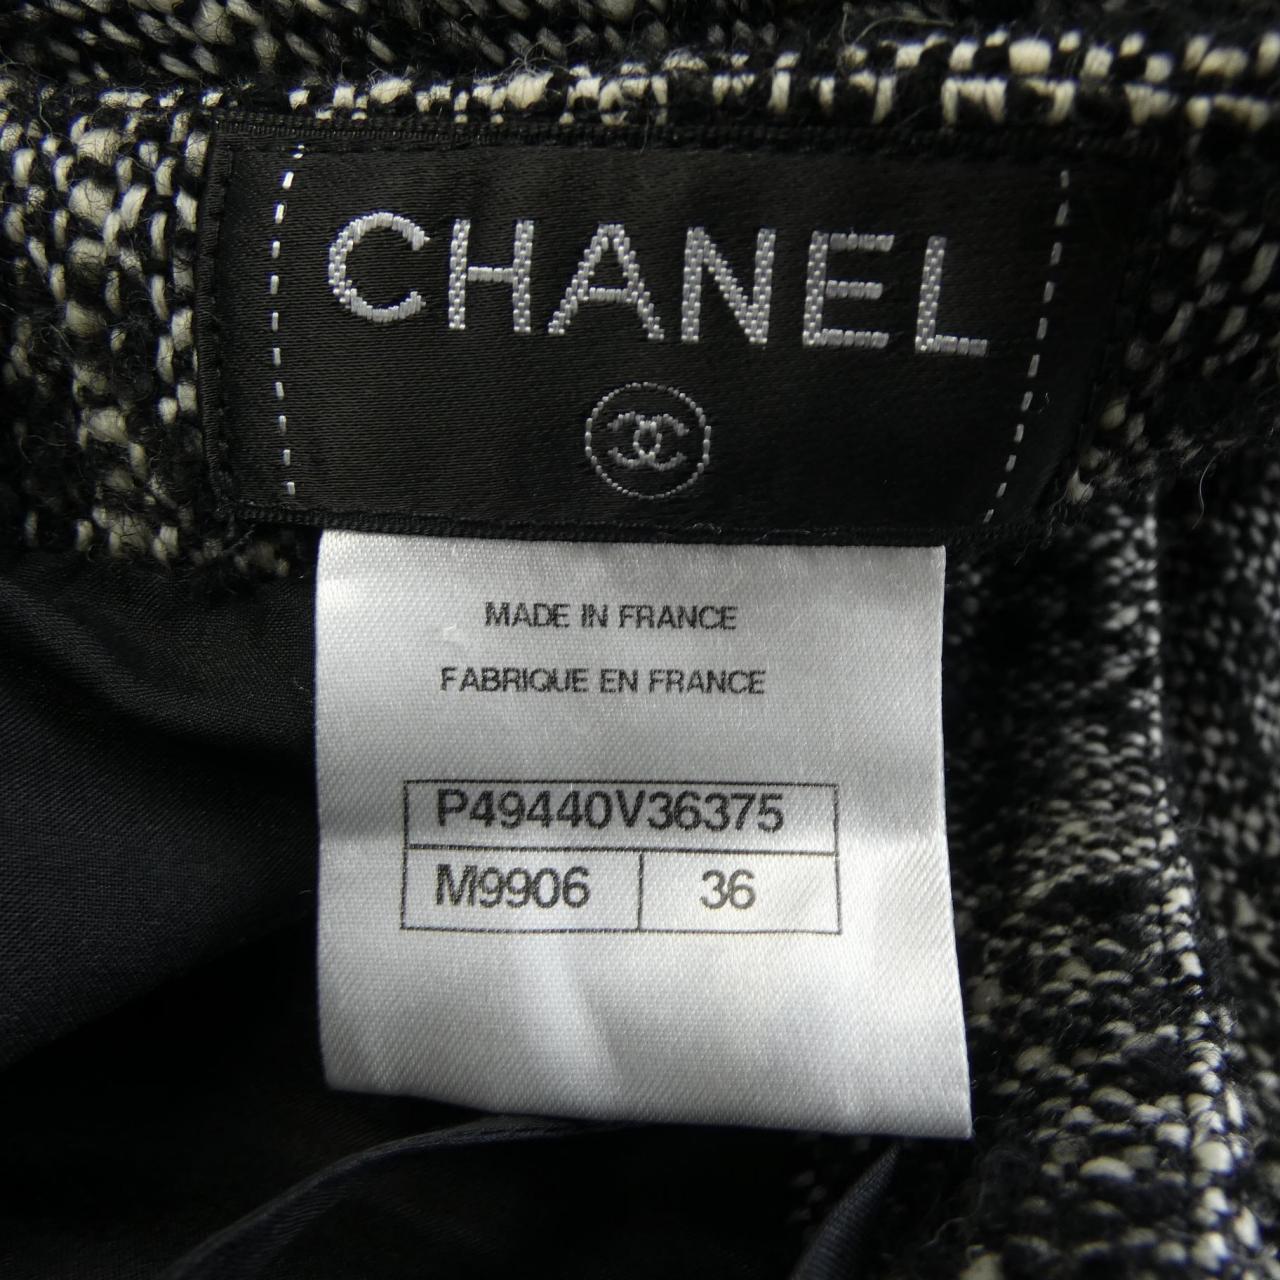 CHANEL
MADE IN FRANCE
FABRIQUE EN FRANCE
P49440V36375
M9906 36